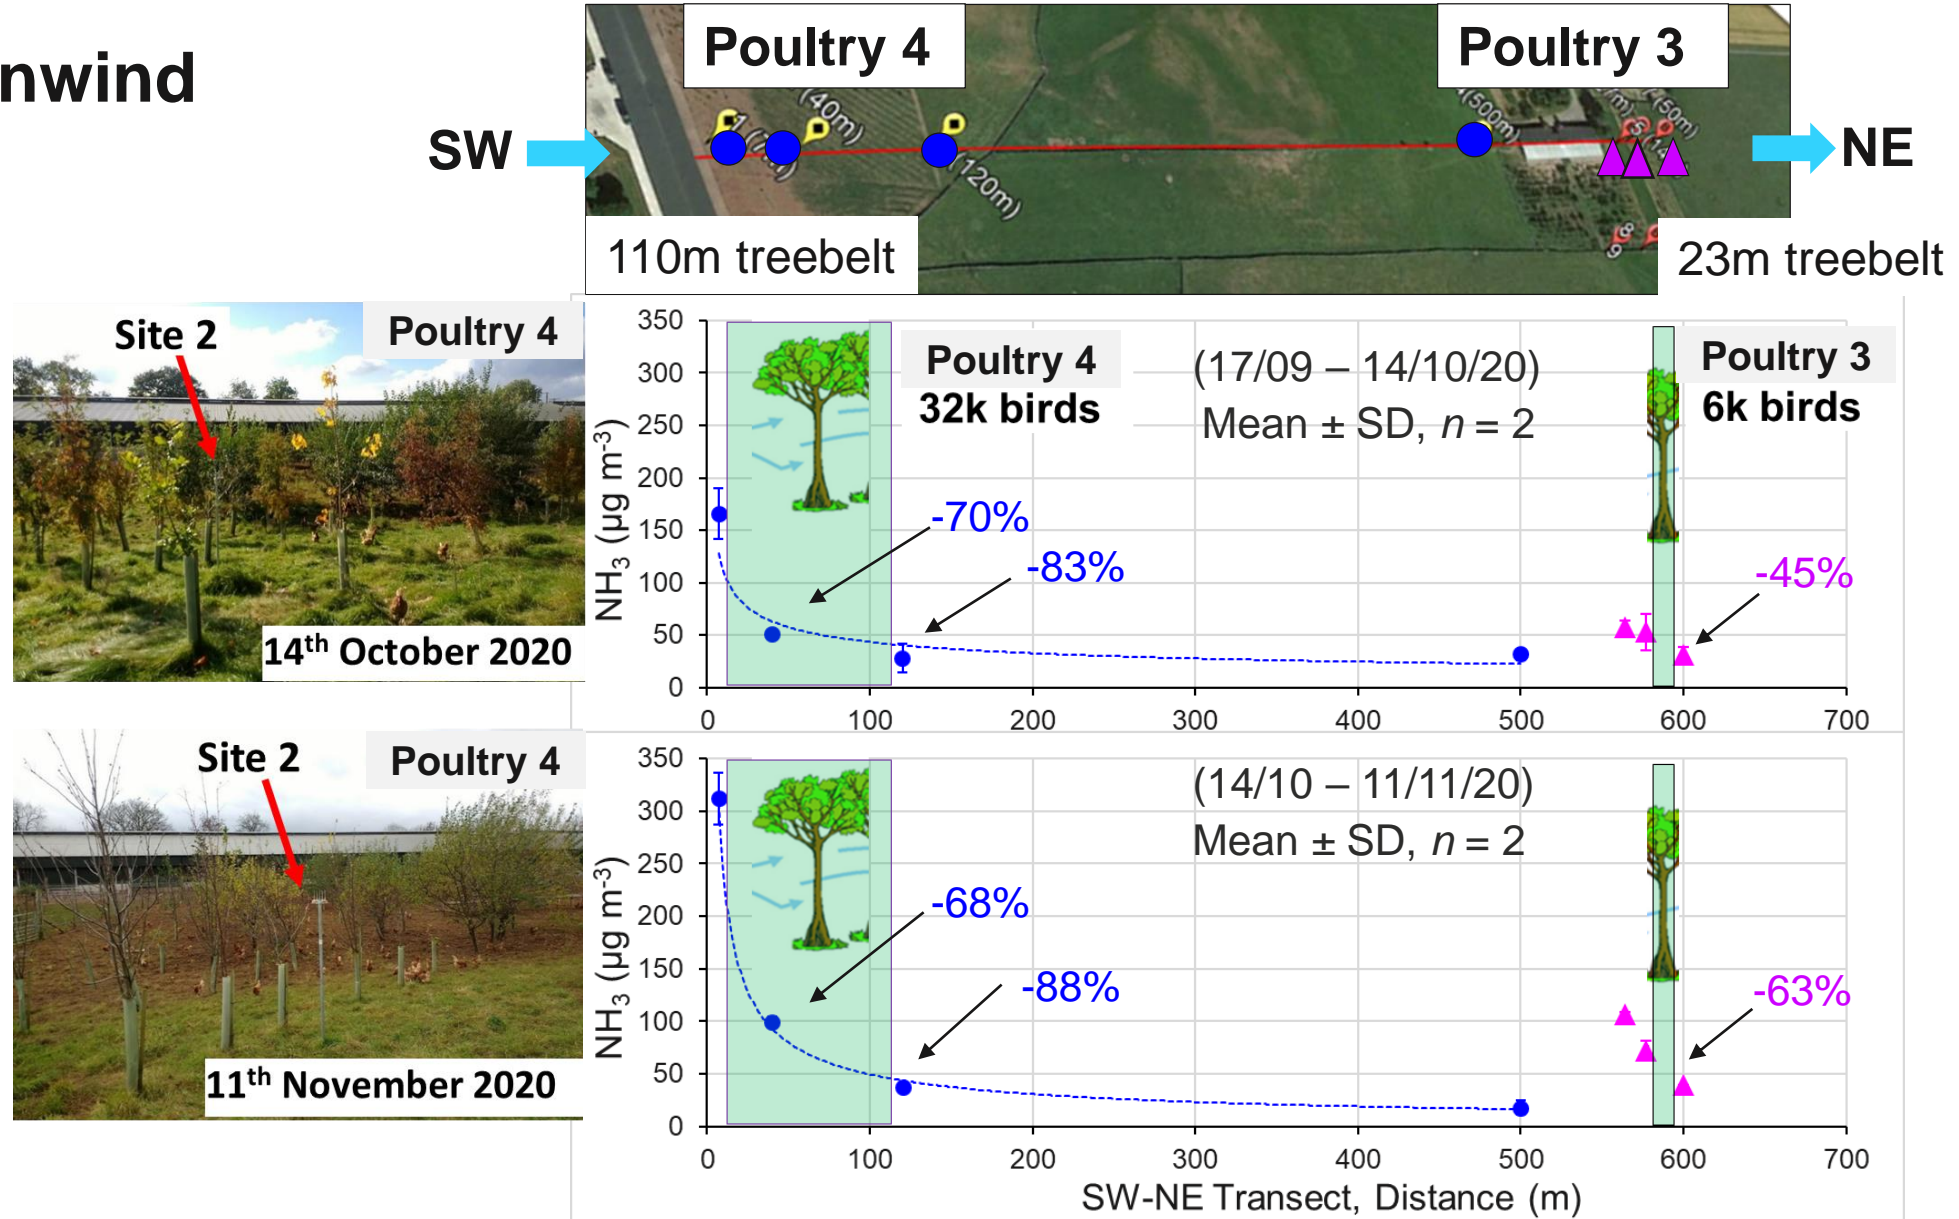 nwind
Poultry 4
Poultry 3
SW
NE
(40m)
(120m)
4(500m)
(50m)
8
9
110m treebelt
23m treebelt
Site 2
Poultry 4
14th October 2020
350
300
250
200
150
100
50
0
NH3 (µg m-3)
Poultry 4
32k birds
(17/09 – 14/10/20)
Mean ± SD, n = 2
Poultry 3
6k birds
-70%
-83%
-45%
0 100 200 300 400 500 600 700
Site 2
Poultry 4
11th November 2020
350
300
250
200
150
100
50
0
NH3 (µg m-3)
(14/10 – 11/11/20)
Mean ± SD, n = 2
-68%
-88%
-63%
0 100 200 300 400 500 600 700
SW-NE Transect, Distance (m)